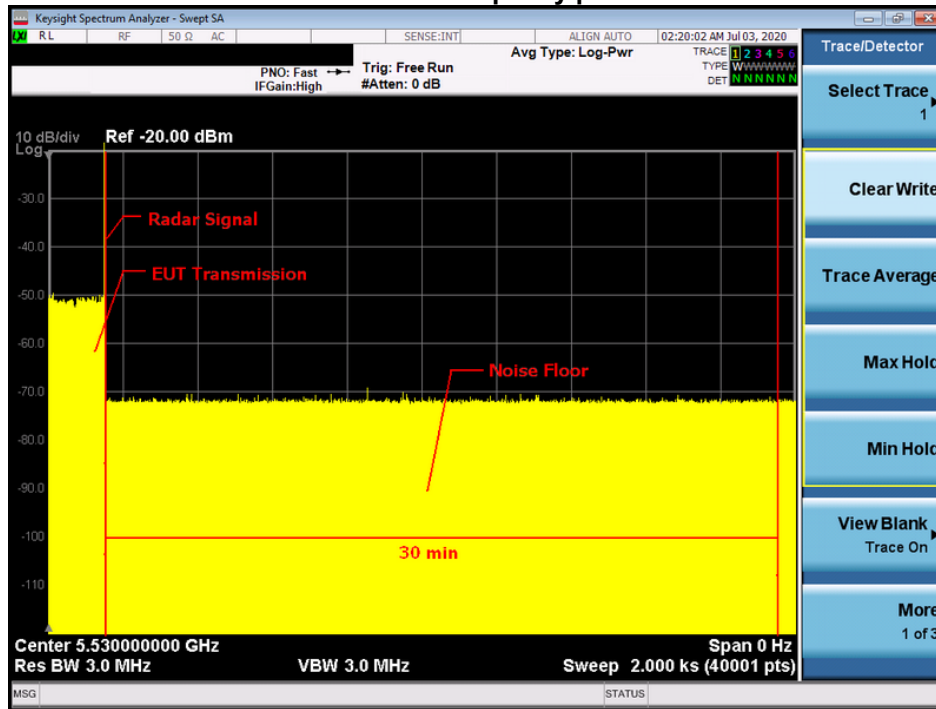 Keysight Spectrum Analyzer - Swept SA
LXI RL RF 50 Ω AC SENSE:INT ALIGN AUTO 02:20:02 AM Jul 03, 2020
Avg Type: Log-Pwr TRACE 1 2 3 4 5 6
PNO: Fast Trig: Free Run TYPE WWWWWW
IFGain:High #Atten: 0 dB DET N N N N N N
Trace/Detector
Select Trace
1
Clear Write
Trace Average
Max Hold
Min Hold
View Blank
Trace On
More
1 of 3
10 dB/div Ref -20.00 dBm
Log
-30.0
Radar Signal
-40.0
EUT Transmission
-50.0
-60.0
Noise Floor
-70.0
-80.0
-90.0
-100
30 min
-110
Center 5.530000000 GHz Span 0 Hz
Res BW 3.0 MHz VBW 3.0 MHz Sweep 2.000 ks (40001 pts)
MSG STATUS